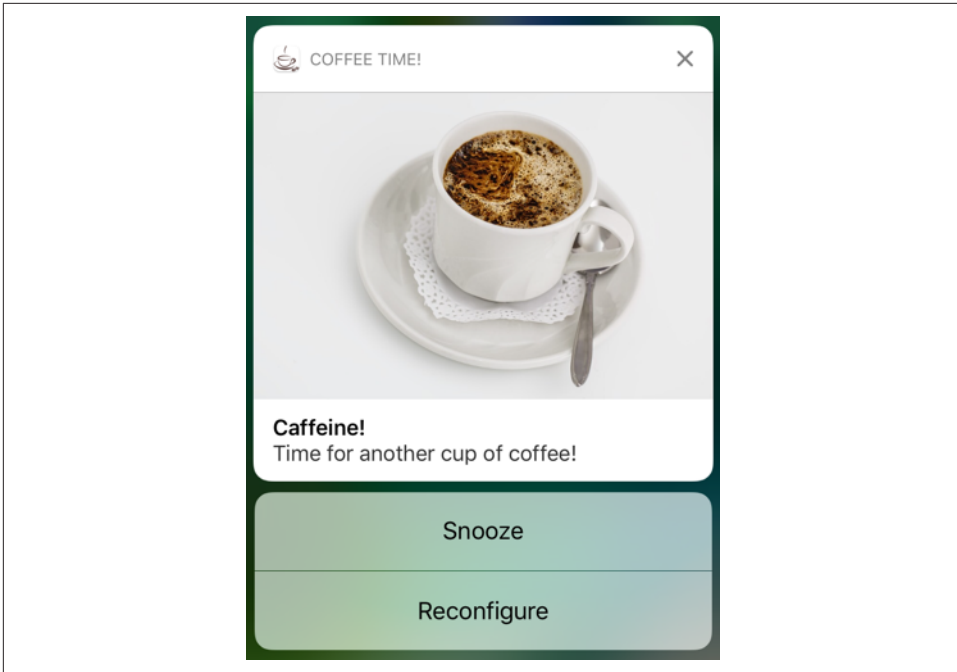 COFFEE TIME!
Caffeine!
Time for another cup of coffee!
Snooze
Reconfigure